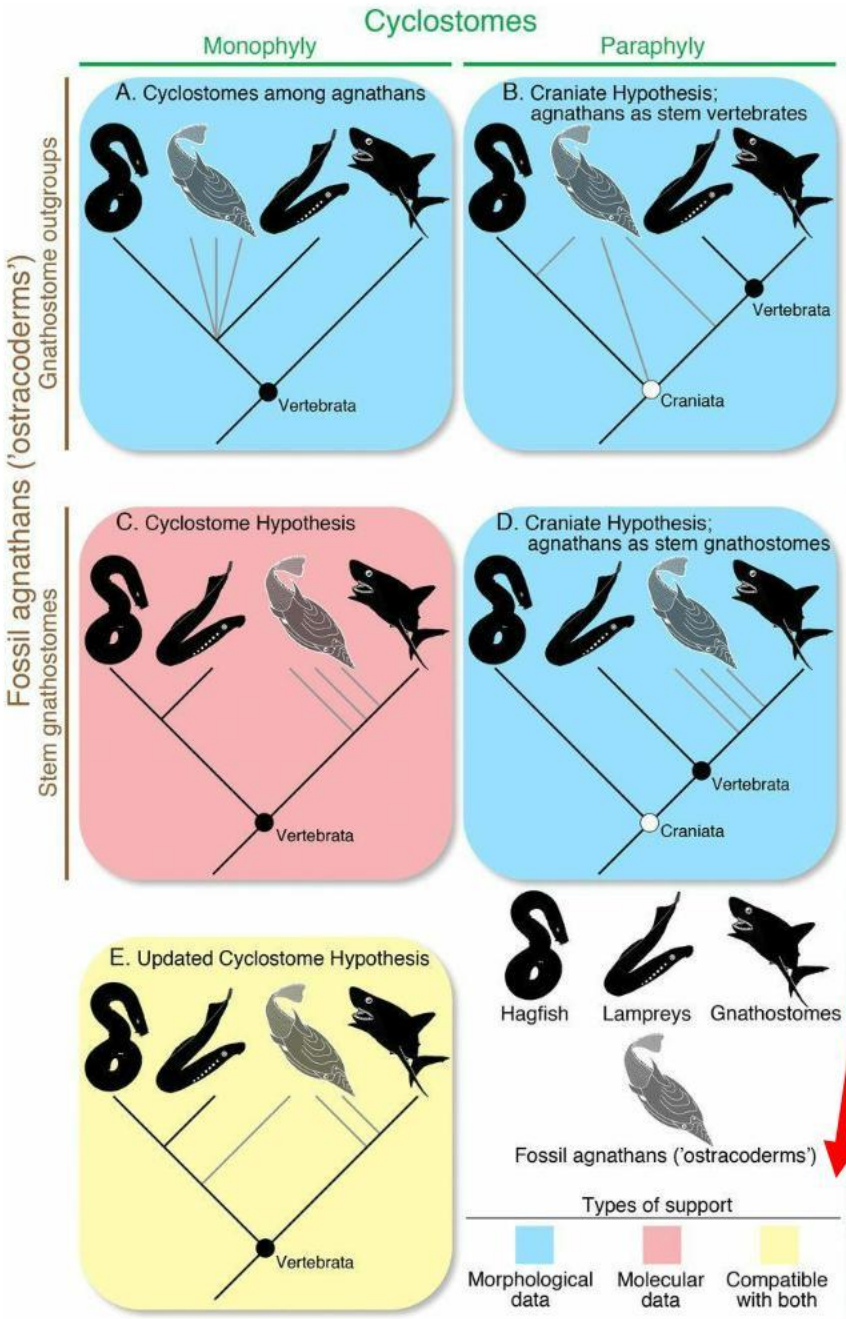 Cyclostomes
Monophyly
Paraphyly
Fossil agnathans ('ostracoderms')
Gnathostome outgroups
Stem gnathostomes
A. Cyclostomes among agnathans
Vertebrata
B. Craniate Hypothesis;
agnathans as stem vertebrates
Vertebrata
Craniata
C. Cyclostome Hypothesis
Vertebrata
D. Craniate Hypothesis;
agnathans as stem gnathostomes
Vertebrata
Craniata
E. Updated Cyclostome Hypothesis
Vertebrata
Hagfish
Lampreys
Gnathostomes
Fossil agnathans ('ostracoderms')
Types of support
Morphological
data
Molecular
data
Compatible
with both